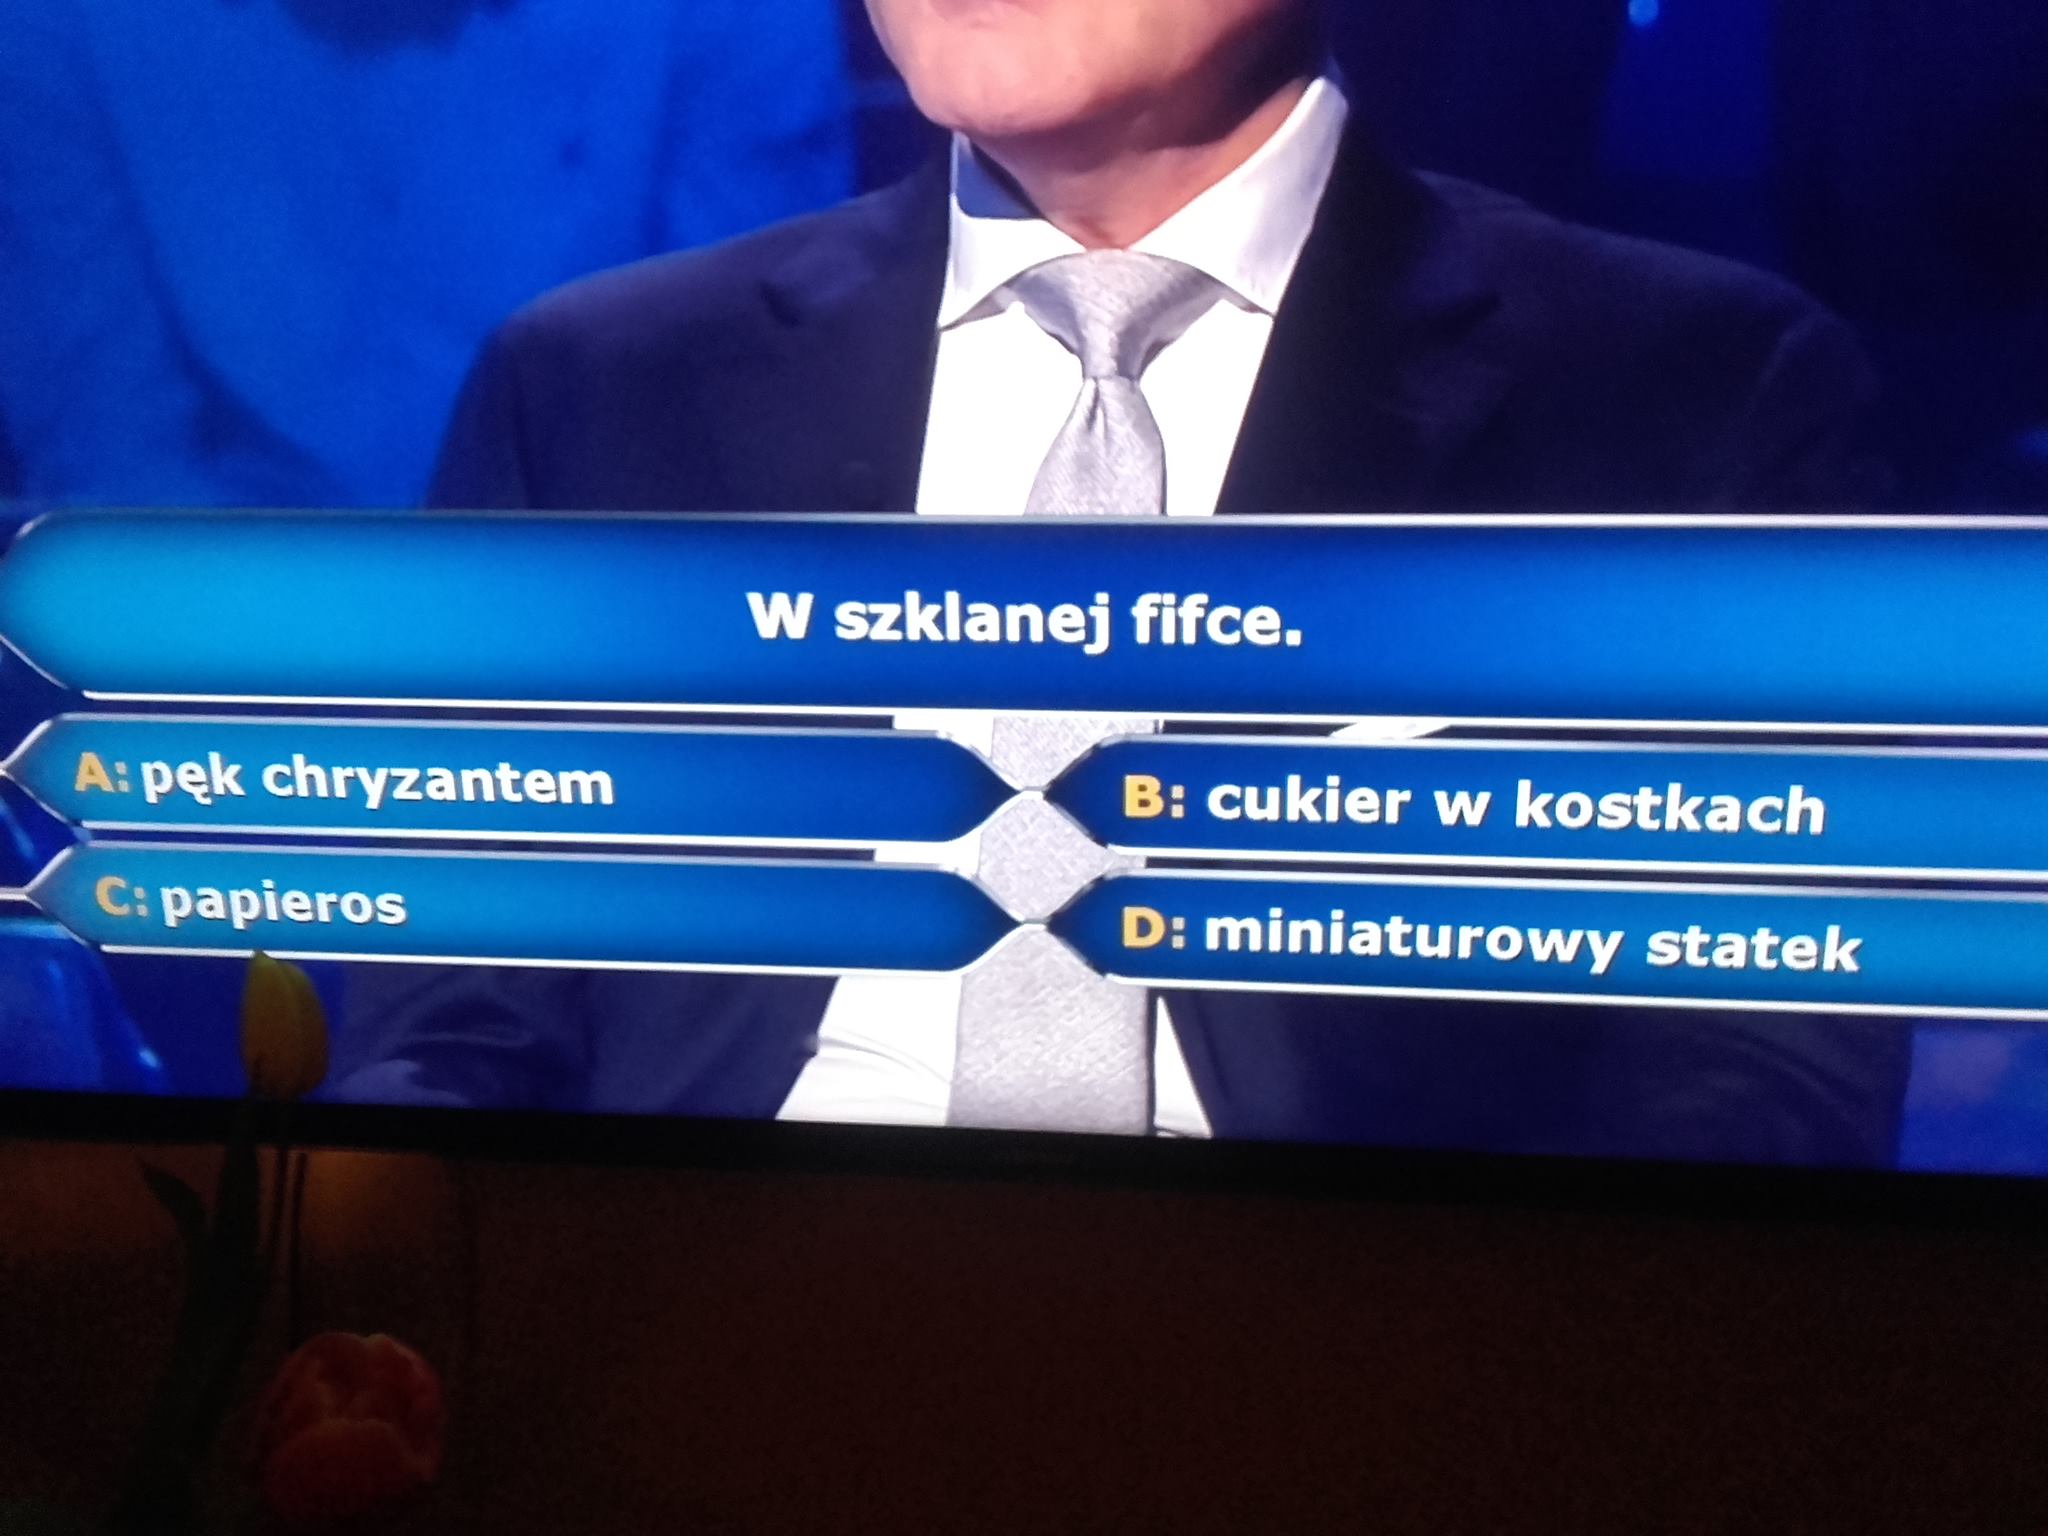 W szklanej fifce.
A: pęk chryzantem
B: cukier w kostkach
C: papieros
D: miniaturowy statek